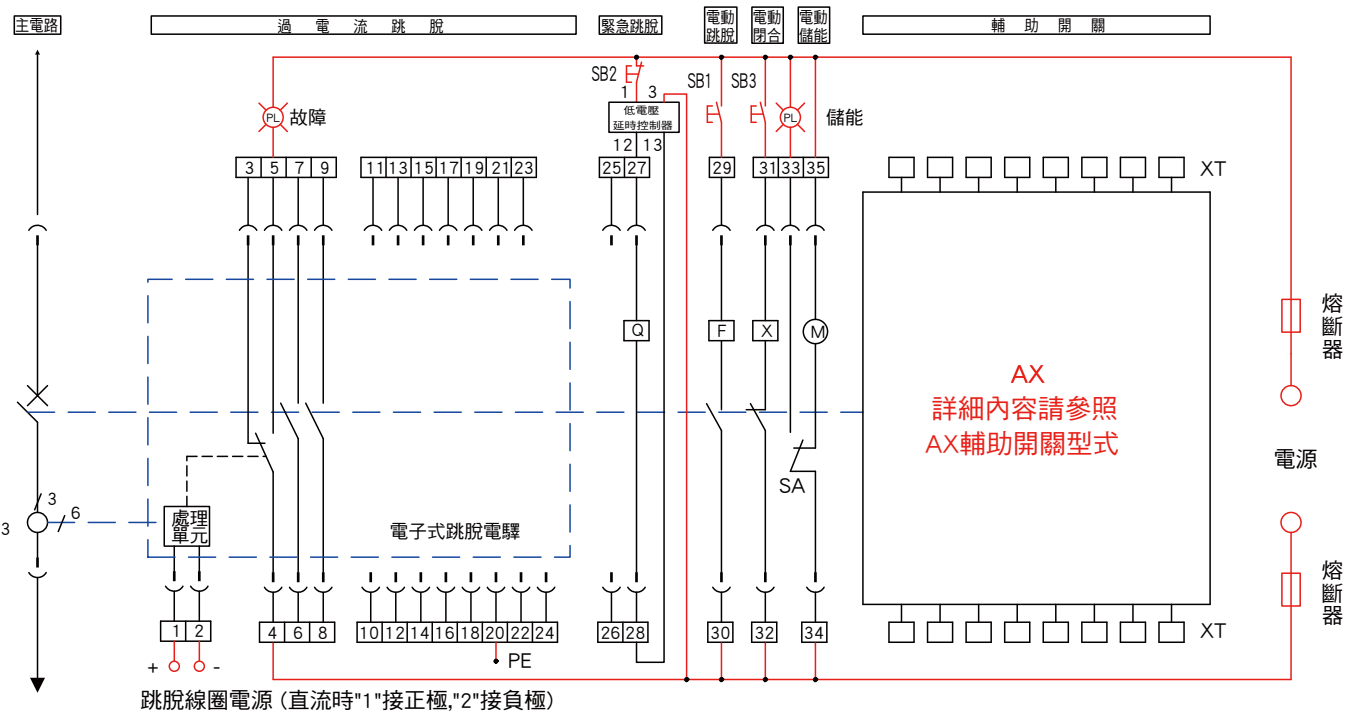 主電路
過電流跳脫
緊急跳脫
電動
跳脫
電動
閉合
電動
儲能
輔助開關
SB2
SB1
SB3
1 3
PL
故障
低電壓
延時控制器
PL
儲能
12 13
3 5 7 9
11 13 15 17 19 21 23
25 27
29
31 33 35
XT
Q
F
X
M
熔斷器
AX
詳細內容請參照
AX輔助開關型式
電源
SA
3
6
3
處理
單元
電子式跳脫電驛
熔斷器
1 2
4 6 8
10 12 14 16 18 20 22 24
26 28
30
32
34
XT
+ -
PE
跳脫線圈電源 (直流時"1"接正極,"2"接負極)